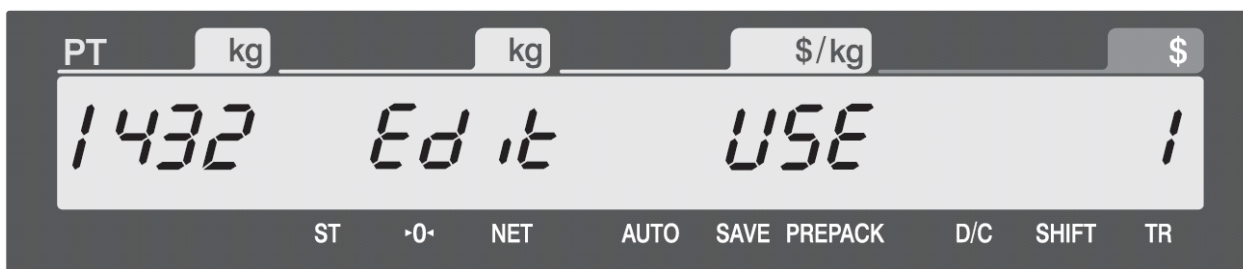 PT kg kg $/kg $
1432 Edit USE 1
ST ▸0◂ NET AUTO SAVE PREPACK D/C SHIFT TR